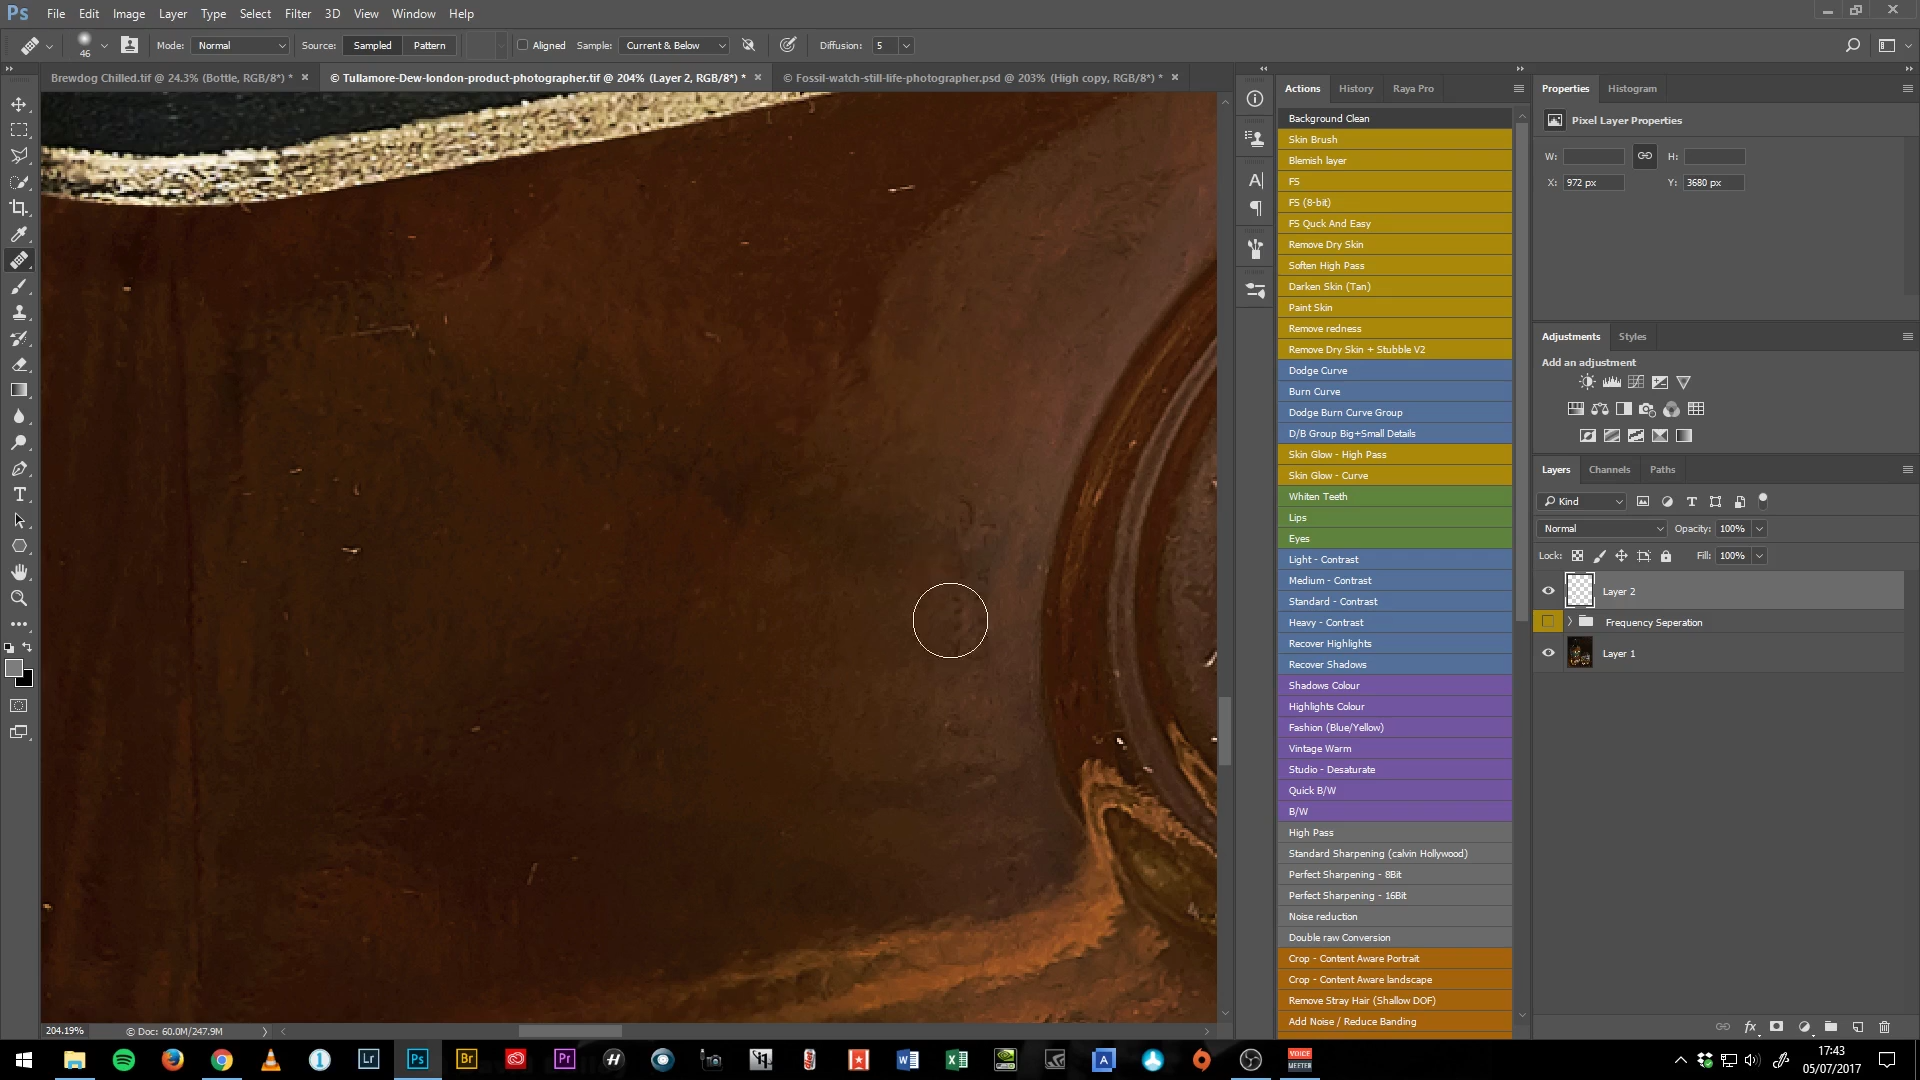 Ps File Edit Image Layer Type Select Filter 3D View Window Help
46 Mode: Normal Source: Sampled Pattern Aligned Sample: Current & Below Diffusion: 5
Brewdog Chilled.tif @ 24.3% (Bottle, RGB/8*) * × © Tullamore-Dew-london-product-photographer.tif @ 204% (Layer 2, RGB/8*) * × © Fossil-watch-still-life-photographer.psd @ 203% (High copy, RGB/8*) * ×
Actions History Raya Pro
Background Clean
Skin Brush
Blemish layer
FS
FS (8-bit)
FS Quck And Easy
Remove Dry Skin
Soften High Pass
Darken Skin (Tan)
Paint Skin
Remove redness
Remove Dry Skin + Stubble V2
Dodge Curve
Burn Curve
Dodge Burn Curve Group
D/B Group Big+Small Details
Skin Glow - High Pass
Skin Glow - Curve
Whiten Teeth
Lips
Eyes
Light - Contrast
Medium - Contrast
Standard - Contrast
Heavy - Contrast
Recover Highlights
Recover Shadows
Shadows Colour
Highlights Colour
Fashion (Blue/Yellow)
Vintage Warm
Studio - Desaturate
Quick B/W
B/W
High Pass
Standard Sharpening (calvin Hollywood)
Perfect Sharpening - 8Bit
Perfect Sharpening - 16Bit
Noise reduction
Double raw Conversion
Crop - Content Aware Portrait
Crop - Content Aware landscape
Remove Stray Hair (Shallow DOF)
Add Noise / Reduce Banding
Properties Histogram
Pixel Layer Properties
W: H:
X: 972 px Y: 3680 px
Adjustments Styles
Add an adjustment
Layers Channels Paths
Kind
Normal Opacity: 100%
Lock: Fill: 100%
Layer 2
Frequency Seperation
Layer 1
204.19% © Doc: 60.0M/247.9M
Lr Ps Br Pr
VOICE MEETER
17:43
05/07/2017